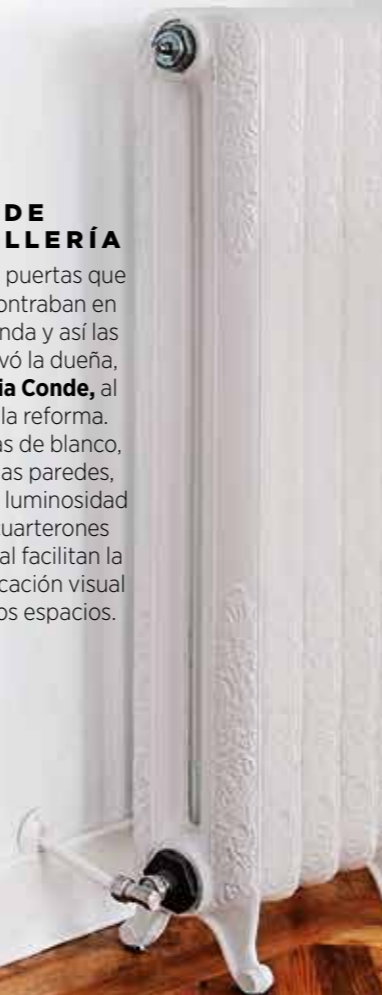 DE
LLERÍA
puertas que
ontraban en
nda y así las
vó la dueña,
ia Conde, al
la reforma.
as de blanco,
as paredes,
luminosidad
uarterones
al facilitan la
cación visual
os espacios.